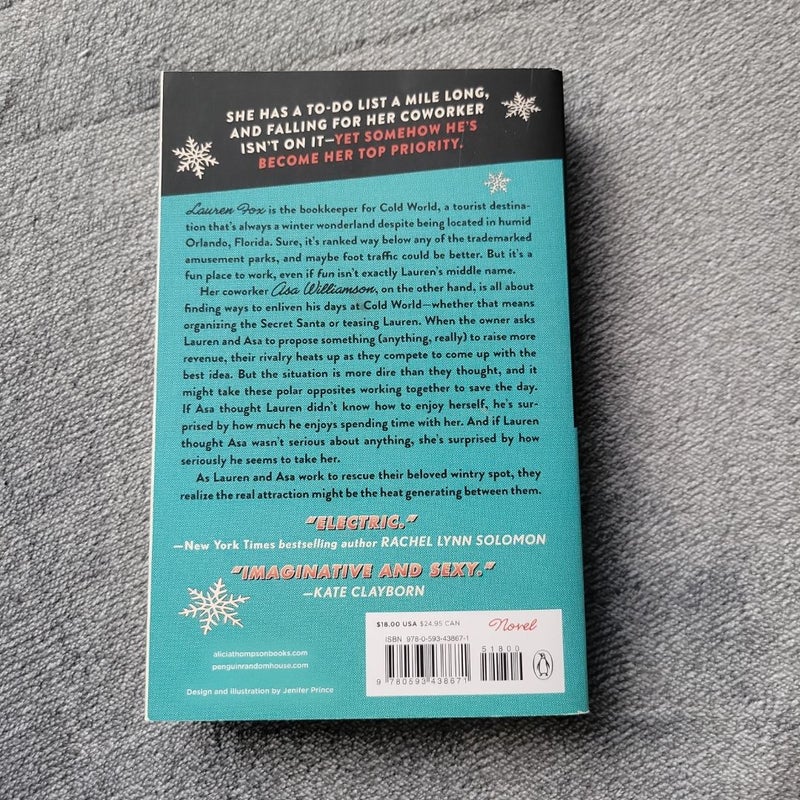 SHE HAS A TO-DO LIST A MILE LONG,
AND FALLING FOR HER COWORKER
ISN'T ON IT—YET SOMEHOW HE'S
BECOME HER TOP PRIORITY.
Lauren Fox is the bookkeeper for Cold World, a tourist destina-
tion that's always a winter wonderland despite being located in humid
Orlando, Florida. Sure, it's ranked way below any of the trademarked
amusement parks, and maybe foot traffic could be better. But it's a
fun place to work, even if fun isn't exactly Lauren's middle name.
Her coworker Asa Williamson, on the other hand, is all about
finding ways to enliven his days at Cold World—whether that means
organizing the Secret Santa or teasing Lauren. When the owner asks
Lauren and Asa to propose something (anything, really) to raise more
revenue, their rivalry heats up as they compete to come up with the
best idea. But the situation is more dire than they thought, and it
might take these polar opposites working together to save the day.
If Asa thought Lauren didn't know how to enjoy herself, he's sur-
prised by how much he enjoys spending time with her. And if Lauren
thought Asa wasn't serious about anything, she's surprised by how
seriously he seems to take her.
As Lauren and Asa work to rescue their beloved wintry spot, they
realize the real attraction might be the heat generating between them.
"ELECTRIC."
—New York Times bestselling author RACHEL LYNN SOLOMON
"IMAGINATIVE AND SEXY."
—KATE CLAYBORN
$18.00 USA $24.95 CAN
Novel
ISBN 978-0-593-43867-1
51800
9 780593 438671
aliciathompsonbooks.com
penguinrandomhouse.com
Design and illustration by Jenifer Prince